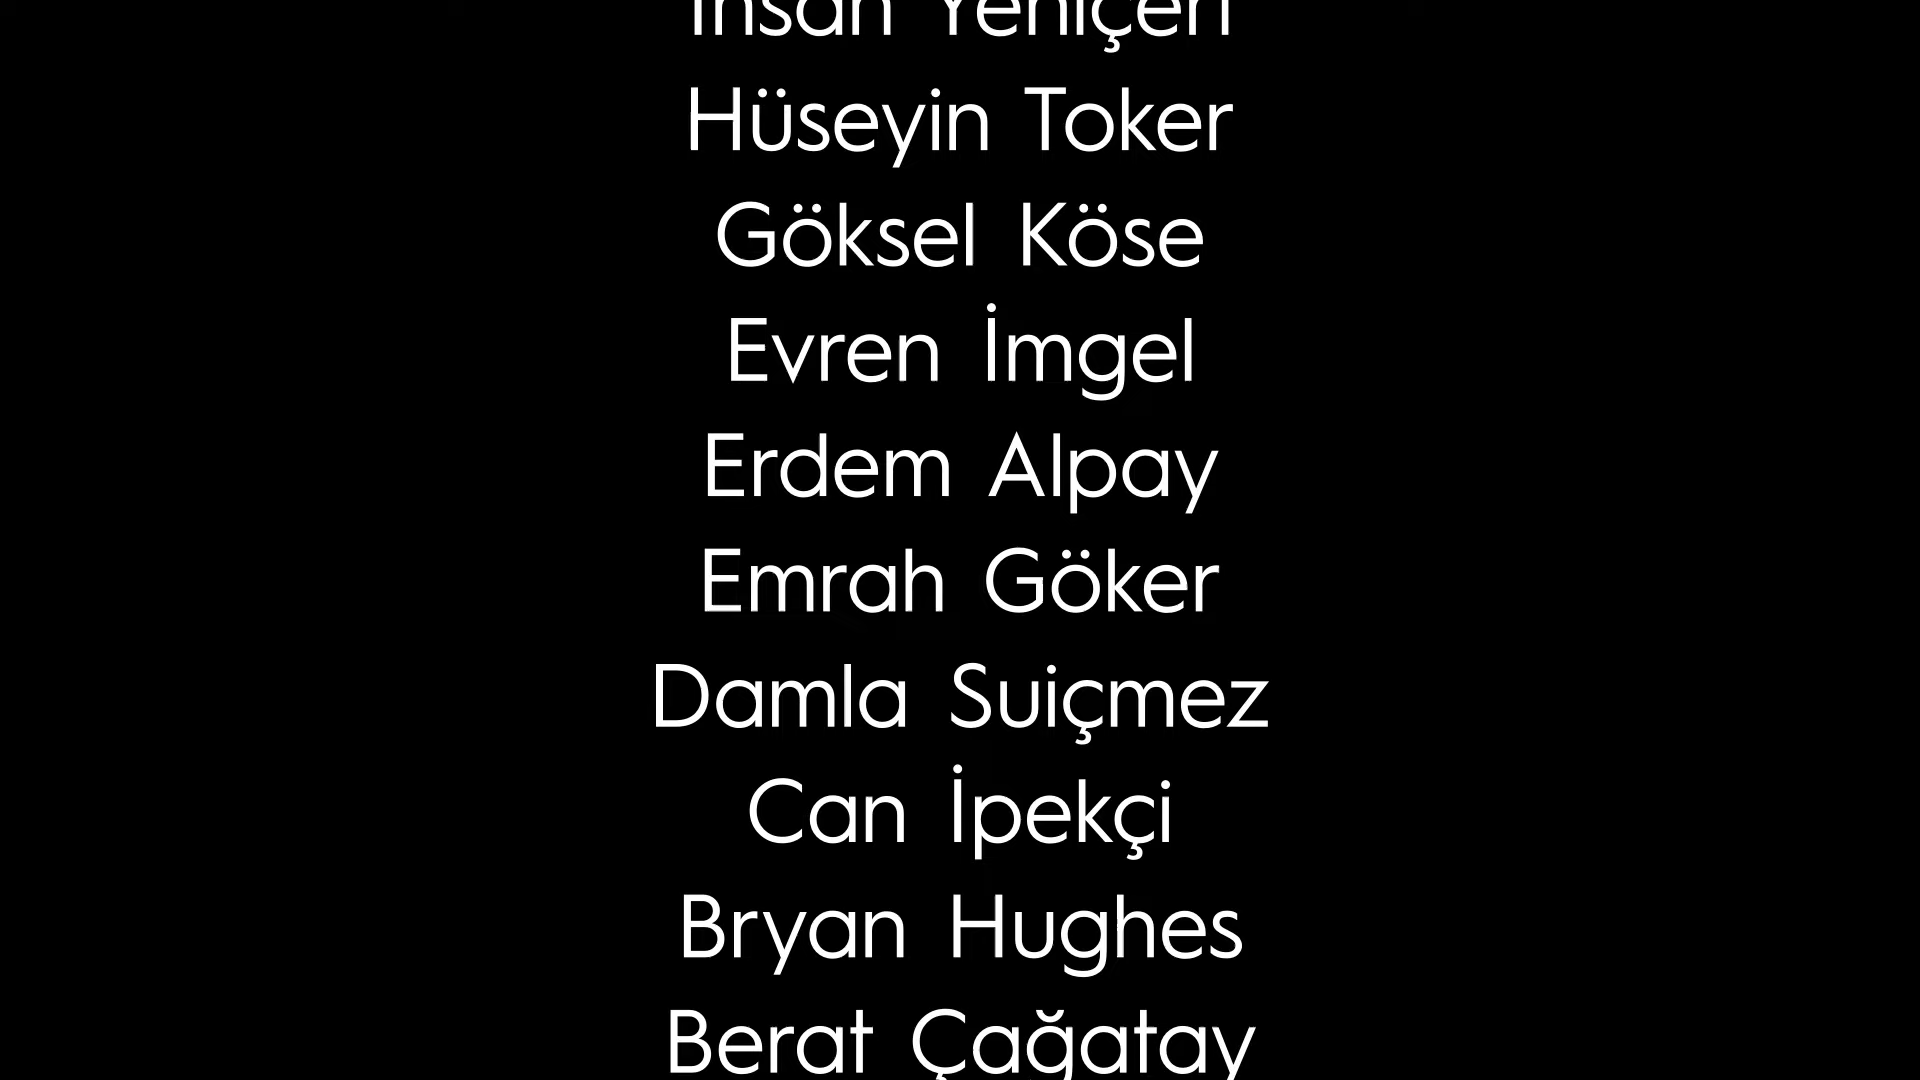 İhsan Yeniçeri
Hüseyin Toker
Göksel Köse
Evren İmgel
Erdem Alpay
Emrah Göker
Damla Suiçmez
Can İpekçi
Bryan Hughes
Berat Çağatay